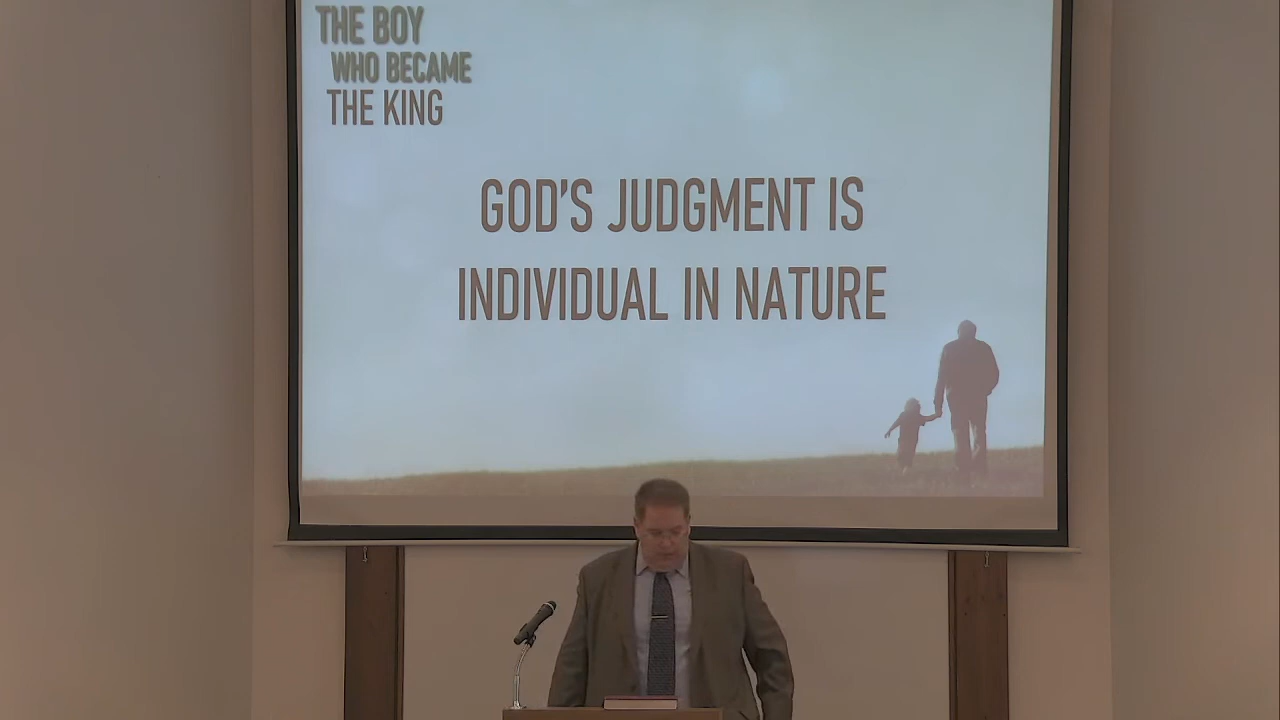 THE BOY
WHO BECAME
THE KING
GOD'S JUDGMENT IS
INDIVIDUAL IN NATURE